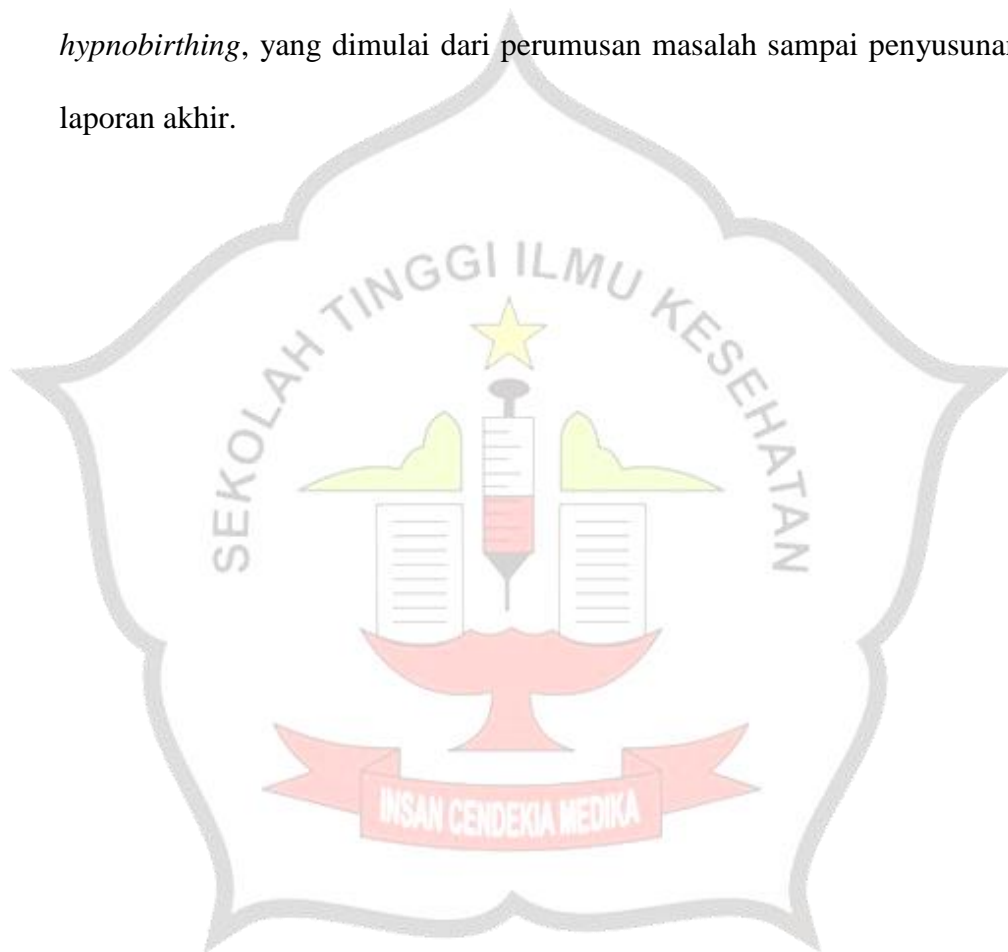 hypnobirthing, yang dimulai dari perumusan masalah sampai penyusunan
laporan akhir.
SEKOLAH TINGGI ILMU KESEHATAN
INSAN CENDEKIA MEDIKA